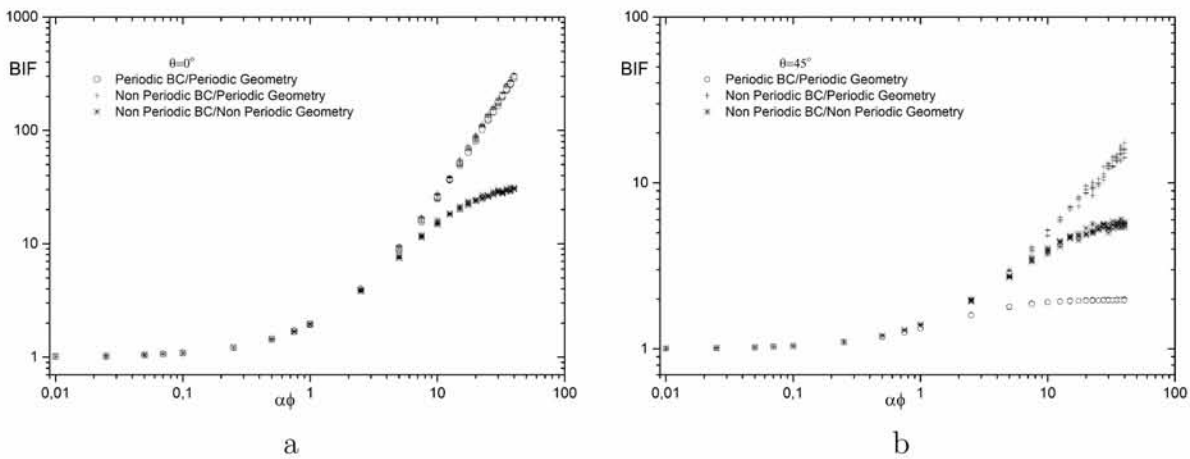 1000
BIF
θ=0°
Periodic BC/Periodic Geometry
Non Periodic BC/Periodic Geometry
Non Periodic BC/Non Periodic Geometry
100
10
1
0,01 0,1 1 10 100
αϕ
a
100
BIF
θ=45°
Periodic BC/Periodic Geometry
Non Periodic BC/Periodic Geometry
Non Periodic BC/Non Periodic Geometry
10
1
0,01 0,1 1 10 100
αϕ
b